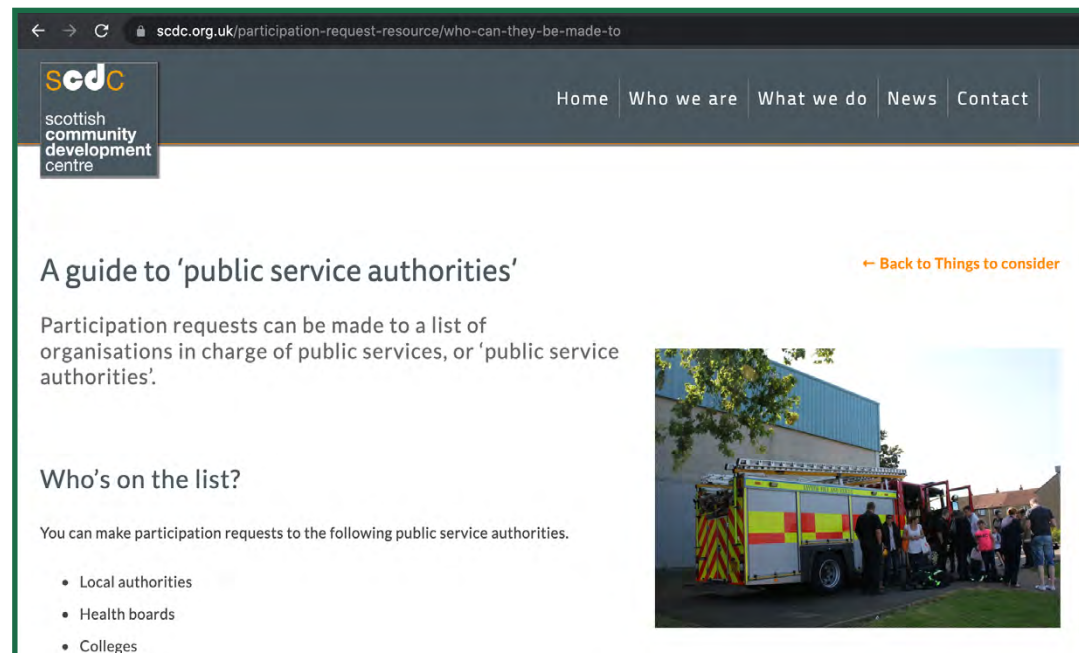 scdc.org.uk/participation-request-resource/who-can-they-be-made-to
scdc
scottish
community
development
centre
Home Who we are What we do News Contact
A guide to ‘public service authorities’
← Back to Things to consider
Participation requests can be made to a list of
organisations in charge of public services, or ‘public service
authorities’.
Who’s on the list?
You can make participation requests to the following public service authorities.
• Local authorities
• Health boards
• Colleges